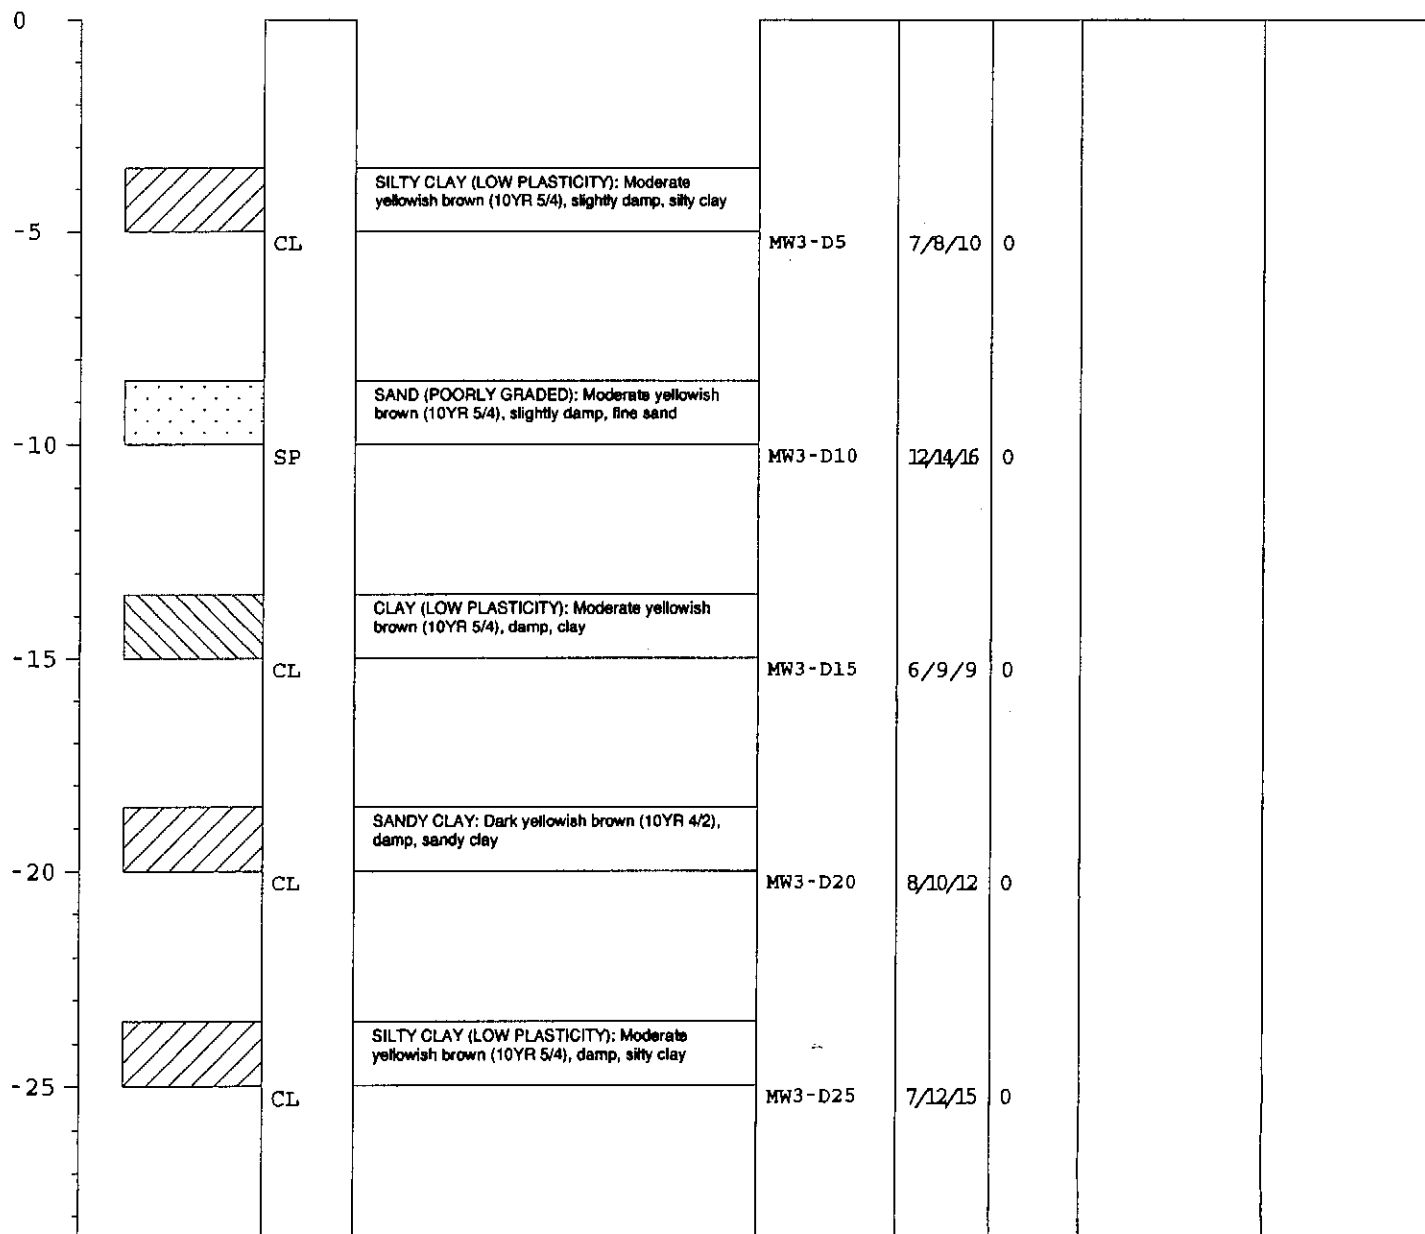 0
SILTY CLAY (LOW PLASTICITY): Moderate
yellowish brown (10YR 5/4), slightly damp, silty clay
-5
CL
MW3-D5
7/8/10
0
SAND (POORLY GRADED): Moderate yellowish
brown (10YR 5/4), slightly damp, fine sand
-10
SP
MW3-D10
12/14/16
0
CLAY (LOW PLASTICITY): Moderate yellowish
brown (10YR 5/4), damp, clay
-15
CL
MW3-D15
6/9/9
0
SANDY CLAY: Dark yellowish brown (10YR 4/2),
damp, sandy clay
-20
CL
MW3-D20
8/10/12
0
SILTY CLAY (LOW PLASTICITY): Moderate
yellowish brown (10YR 5/4), damp, silty clay
-25
CL
MW3-D25
7/12/15
0